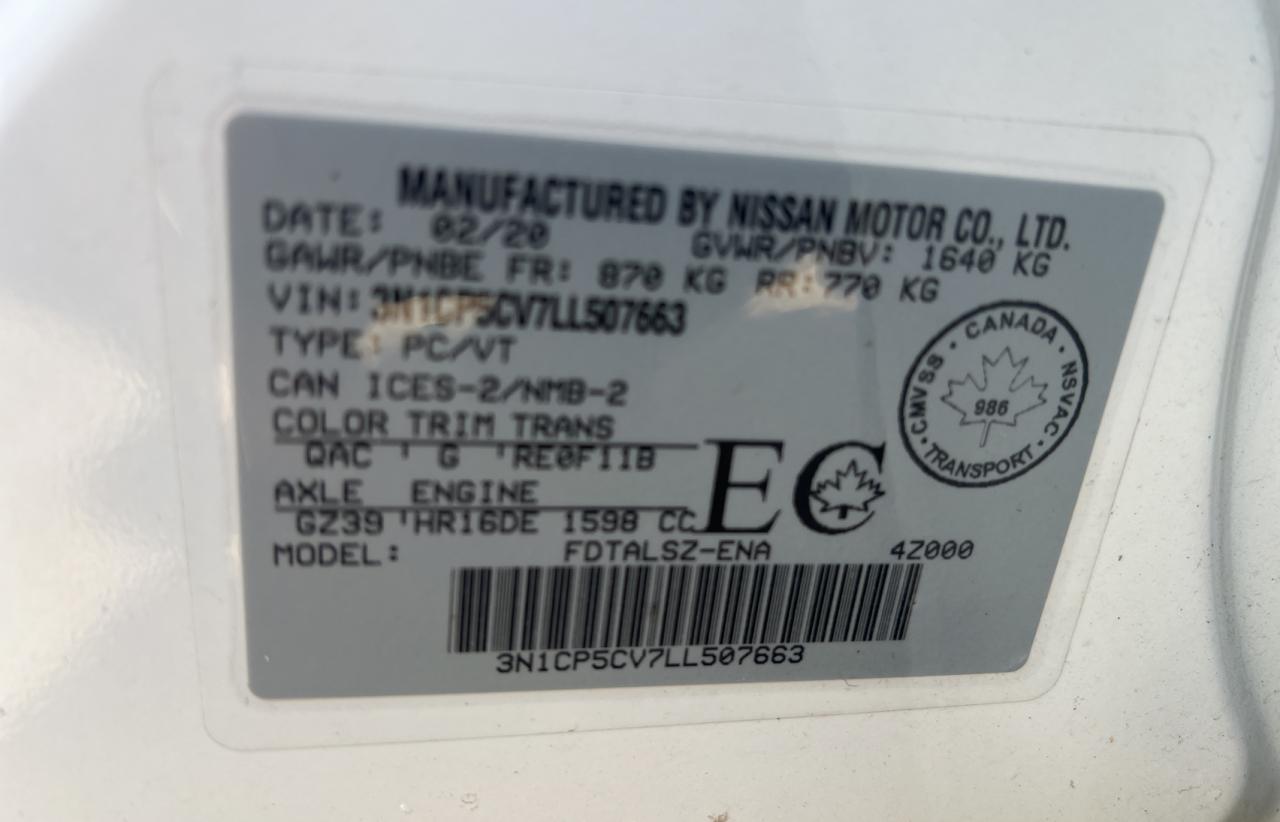 MANUFACTURED BY NISSAN MOTOR CO., LTD.
DATE: 02/20 GVWR/PNBV: 1640 KG
GAWR/PNBE FR: 870 KG RR: 770 KG
VIN: 3N1CP5CV7LL507663
TYPE: PC/VT
CAN ICES-2/NMB-2
COLOR TRIM TRANS
QAC ' G 'RE0F11B
AXLE ENGINE
GZ39 'HR16DE 1598 CC
EC
CANADA · NSVAC · TRANSPORT · CMVSS ·
986
MODEL: FDTALSZ-ENA 4Z000
3N1CP5CV7LL507663